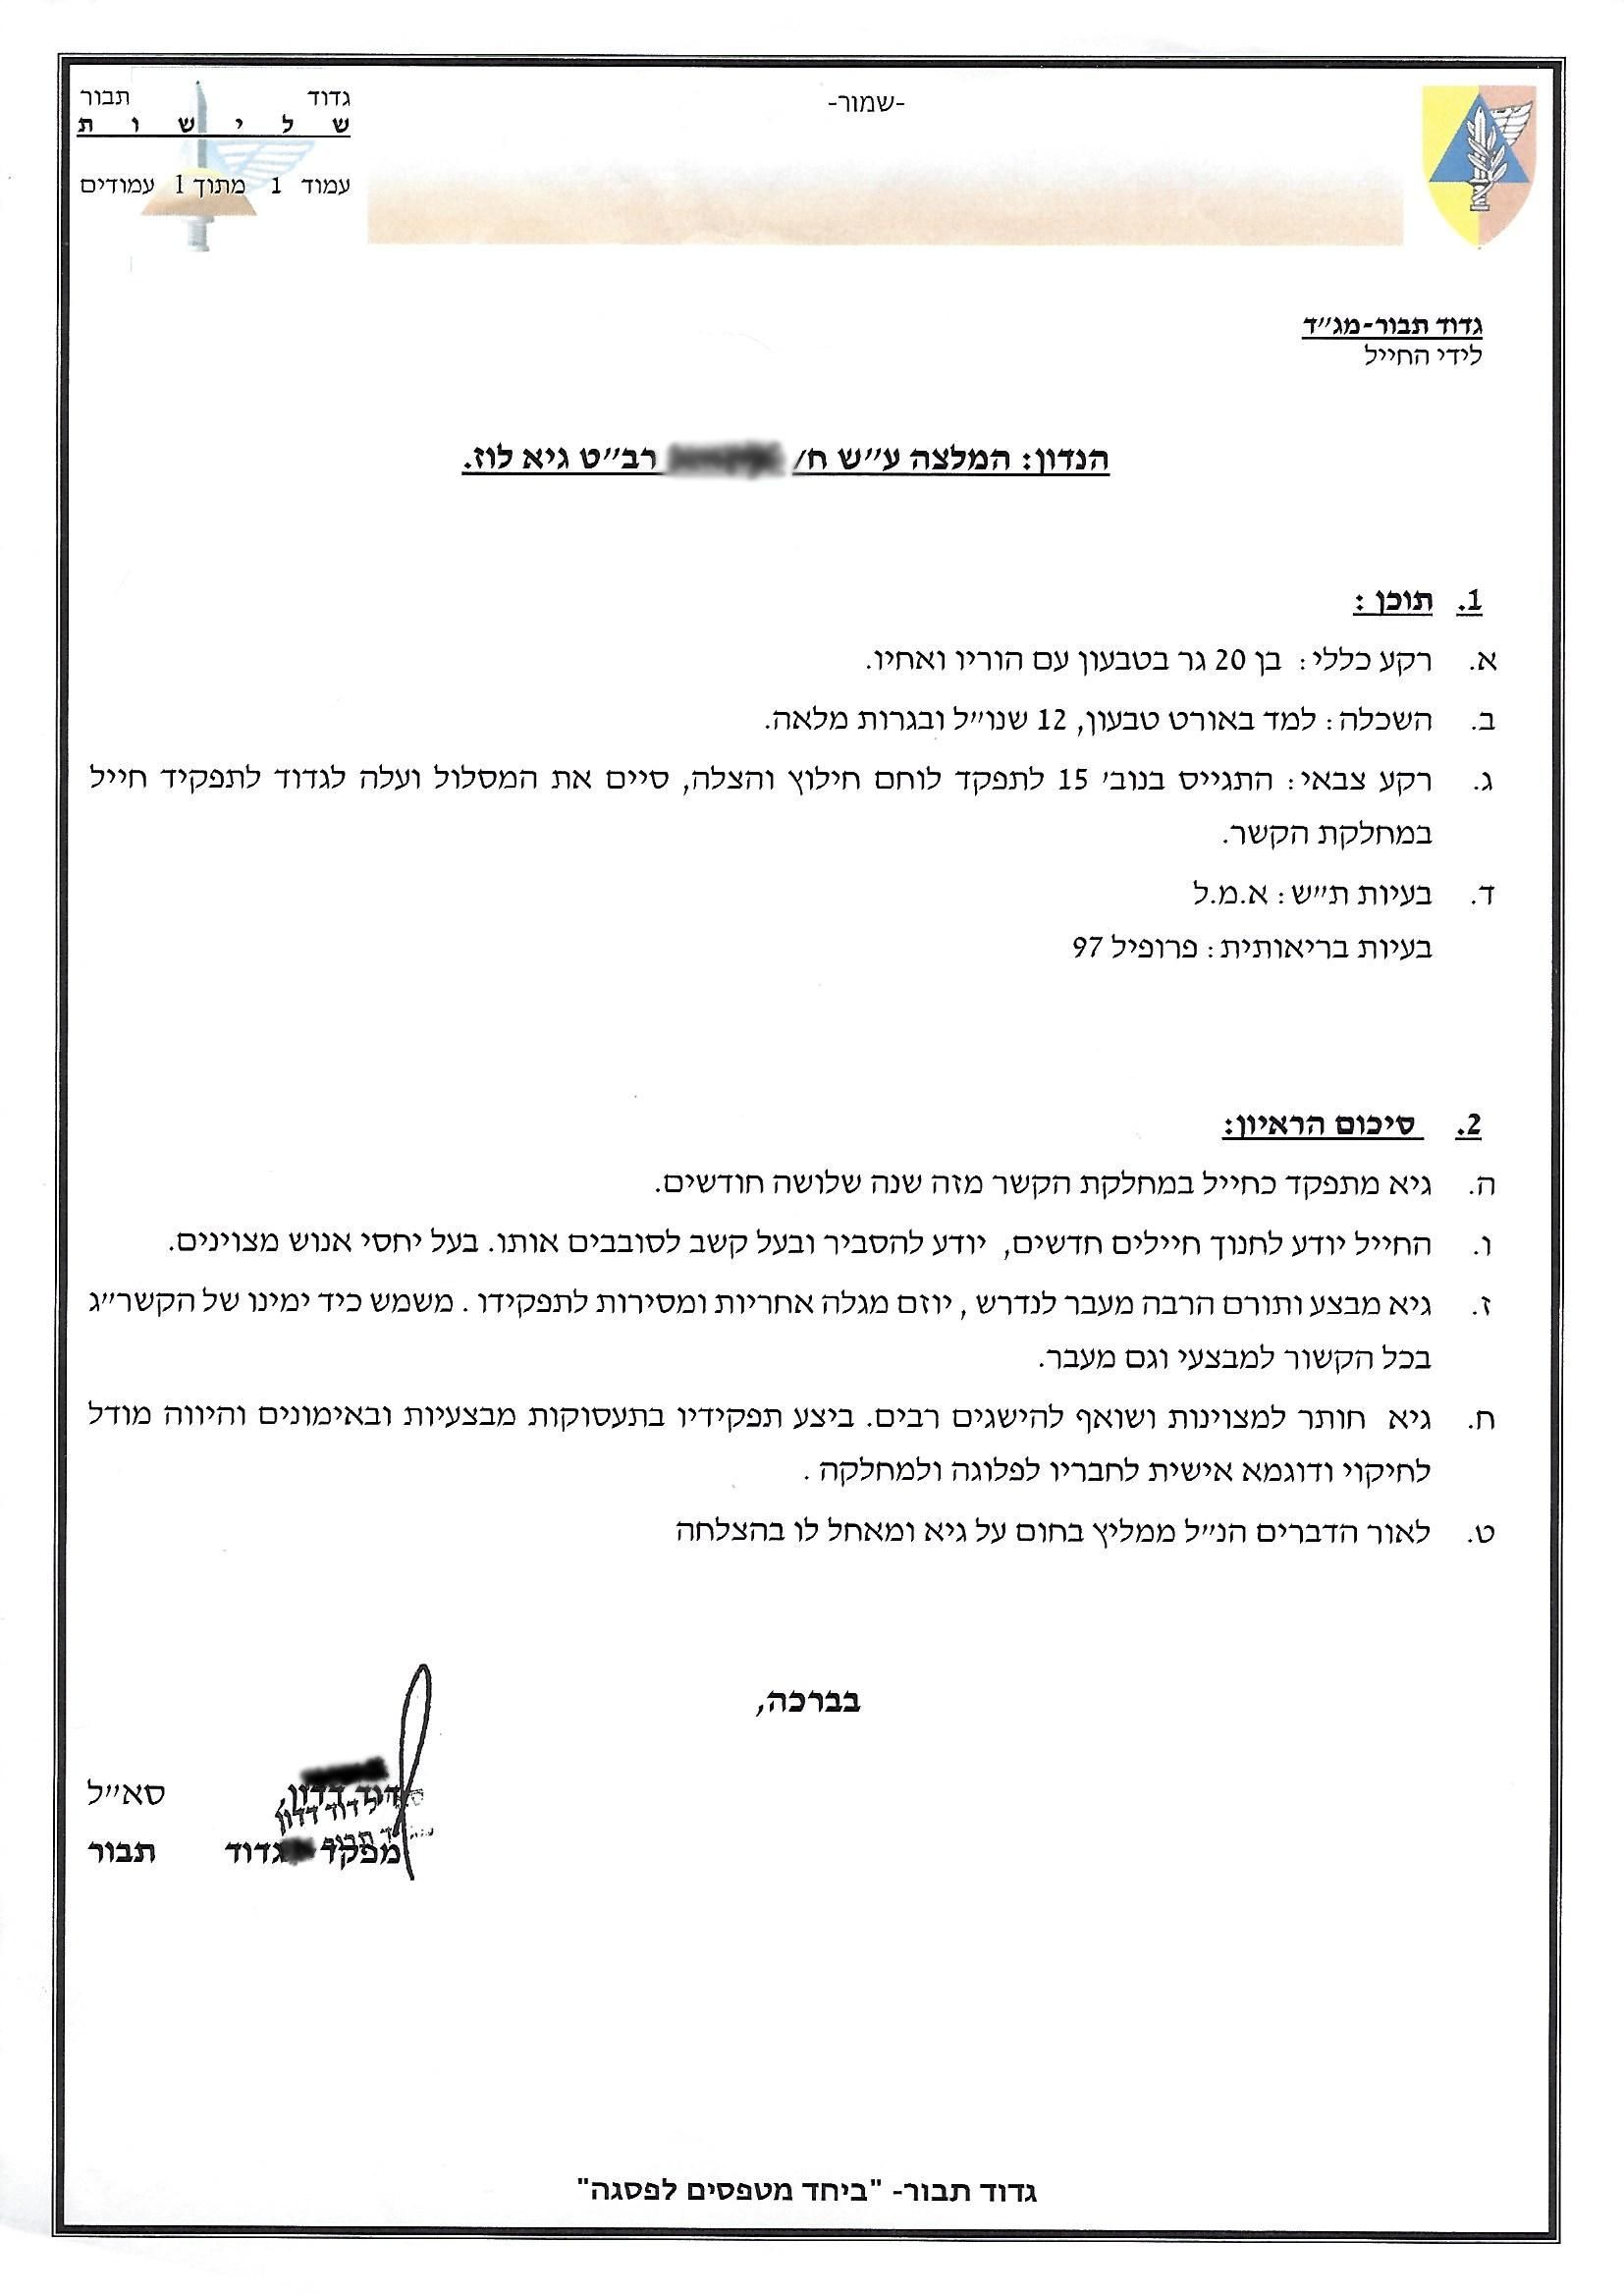 -שמור-
גדוד תבור
ש ל י ש ו ת
עמוד 1 מתוך 1 עמודים
גדוד תבור-מג״ד
לידי החייל
הנדון: המלצה ע״ש ח/ רב״ט גיא לוז.
1. תוכן :
א. רקע כללי : בן 20 גר בטבעון עם הוריו ואחיו.
ב. השכלה : למד באורט טבעון, 12 שנו״ל ובגרות מלאה.
ג. רקע צבאי : התגייס בנוב׳ 15 לתפקד לוחם חילוץ והצלה, סיים את המסלול ועלה לגדוד לתפקיד חייל
במחלקת הקשר.
ד. בעיות ת״ש : א.מ.ל
בעיות בריאותית : פרופיל 97
2. סיכום הראיון:
ה. גיא מתפקד כחייל במחלקת הקשר מזה שנה שלושה חודשים.
ו. החייל יודע לחנוך חיילים חדשים, יודע להסביר ובעל קשב לסובבים אותו. בעל יחסי אנוש מצוינים.
ז. גיא מבצע ותורם הרבה מעבר לנדרש , יוזם מגלה אחריות ומסירות לתפקידו . משמש כיד ימינו של הקשר״ג
בכל הקשור למבצעי וגם מעבר.
ח. גיא חותר למצוינות ושואף להישגים רבים. ביצע תפקידיו בתעסוקות מבצעיות ובאימונים והיווה מודל
לחיקוי ודוגמא אישית לחבריו לפלוגה ולמחלקה .
ט. לאור הדברים הנ״ל ממליץ בחום על גיא ומאחל לו בהצלחה
בברכה,
דוד דדון, סא״ל
דוד דדון
תבור
מפקד גדוד תבור
גדוד תבור- "ביחד מטפסים לפסגה"